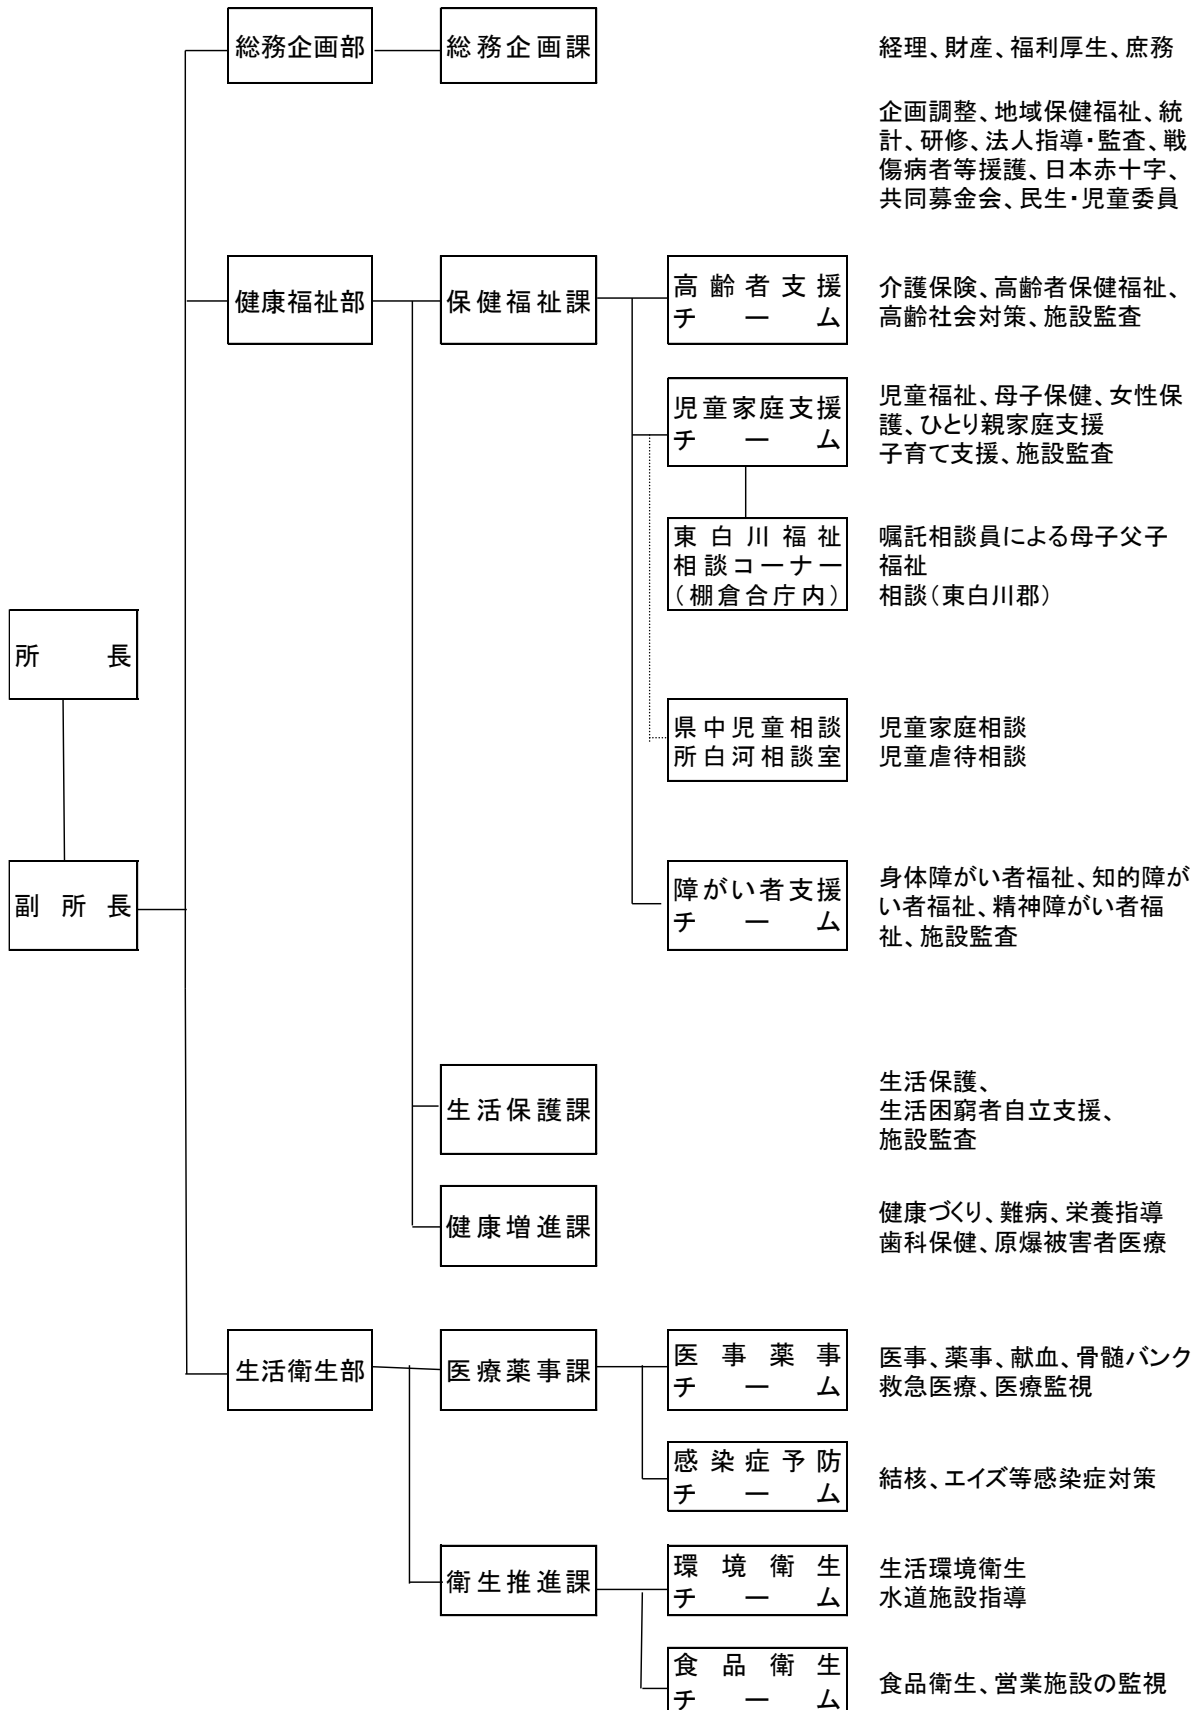 総務企画部
総務企画課
経理、財産、福利厚生、庶務
企画調整、地域保健福祉、統
計、研修、法人指導・監査、戦
傷病者等援護、日本赤十字、
共同募金会、民生・児童委員
健康福祉部
保健福祉課
高齢者支援
チーム
介護保険、高齢者保健福祉、
高齢社会対策、施設監査
児童家庭支援
チーム
児童福祉、母子保健、女性保
護、ひとり親家庭支援
子育て支援、施設監査
東白川福祉
相談コーナー
（棚倉合庁内）
嘱託相談員による母子父子
福祉
相談（東白川郡）
所長
県中児童相談
所白河相談室
児童家庭相談
児童虐待相談
副所長
障がい者支援
チーム
身体障がい者福祉、知的障が
い者福祉、精神障がい者福
祉、施設監査
生活保護課
生活保護、
生活困窮者自立支援、
施設監査
健康増進課
健康づくり、難病、栄養指導
歯科保健、原爆被害者医療
生活衛生部
医療薬事課
医事薬事
チーム
医事、薬事、献血、骨髄バンク
救急医療、医療監視
感染症予防
チーム
結核、エイズ等感染症対策
衛生推進課
環境衛生
チーム
生活環境衛生
水道施設指導
食品衛生
チーム
食品衛生、営業施設の監視